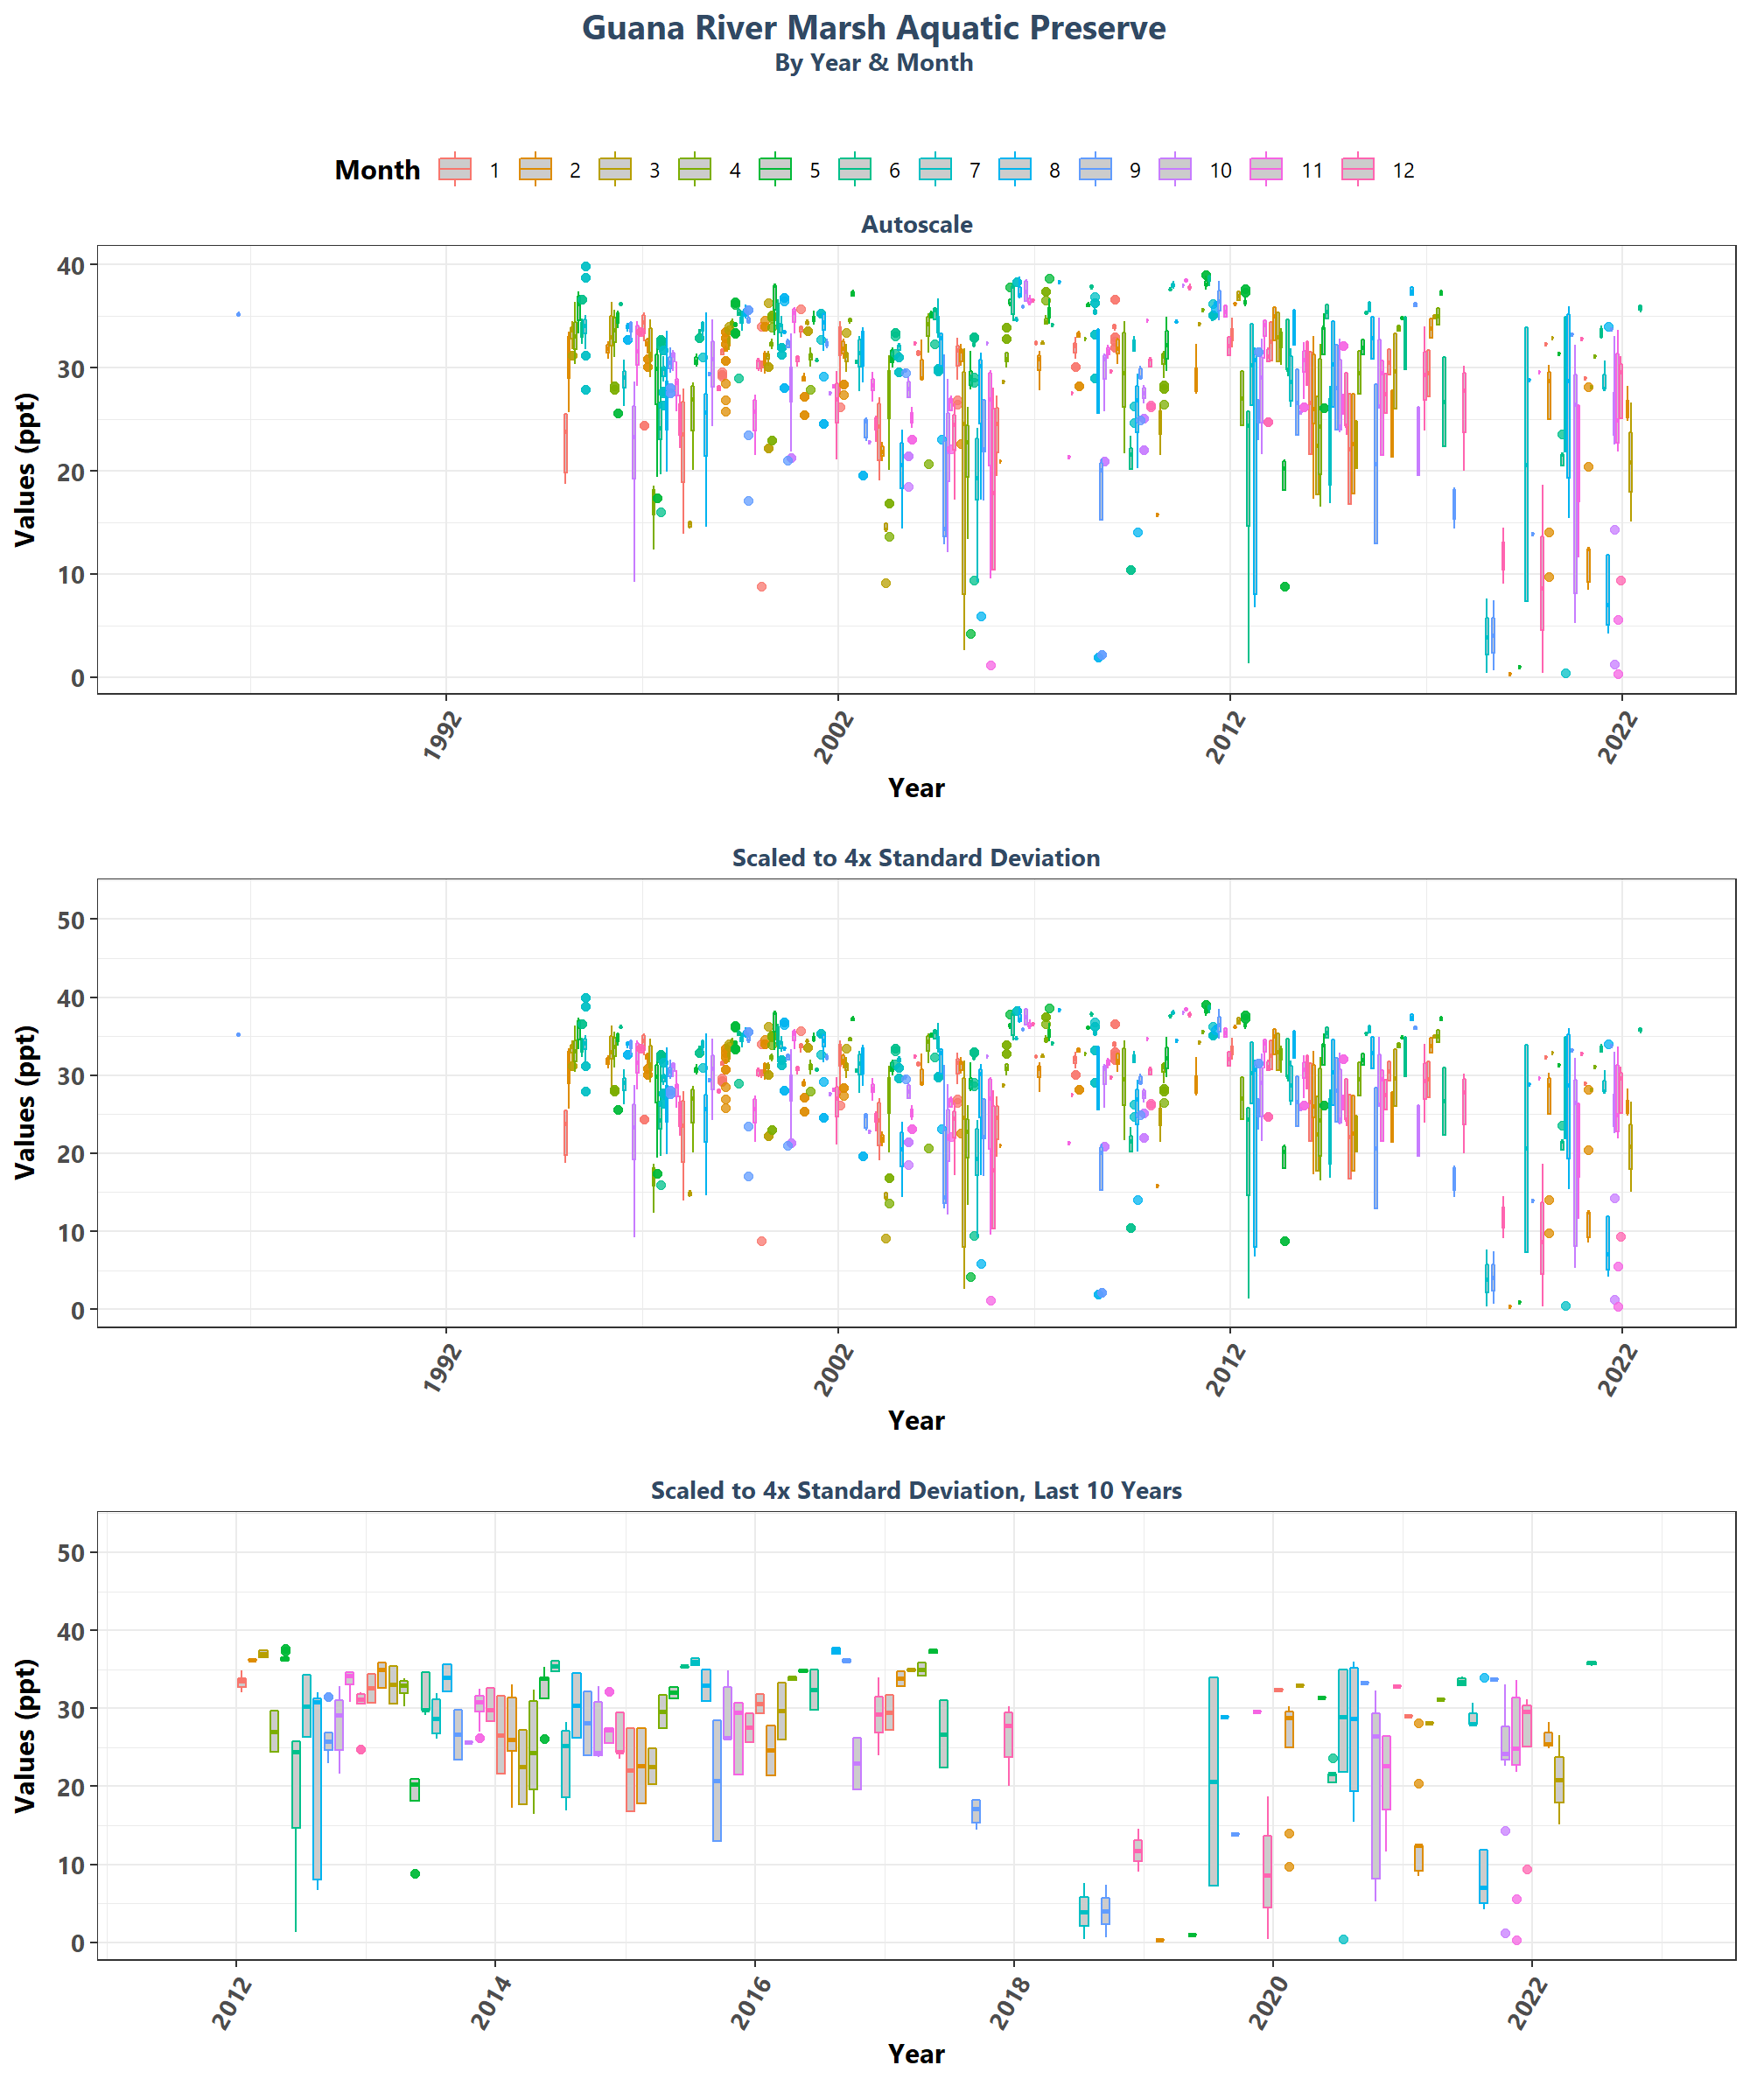 Guana River Marsh Aquatic Preserve
By Year & Month
Month 1 2 3 4 5 6 7 8 9 10 11 12
Autoscale
40
30
20
10
0
Values (ppt)
1992 2002 2012 2022
Year
Scaled to 4x Standard Deviation
50
40
30
20
10
0
Values (ppt)
1992 2002 2012 2022
Year
Scaled to 4x Standard Deviation, Last 10 Years
50
40
30
20
10
0
Values (ppt)
2012 2014 2016 2018 2020 2022
Year